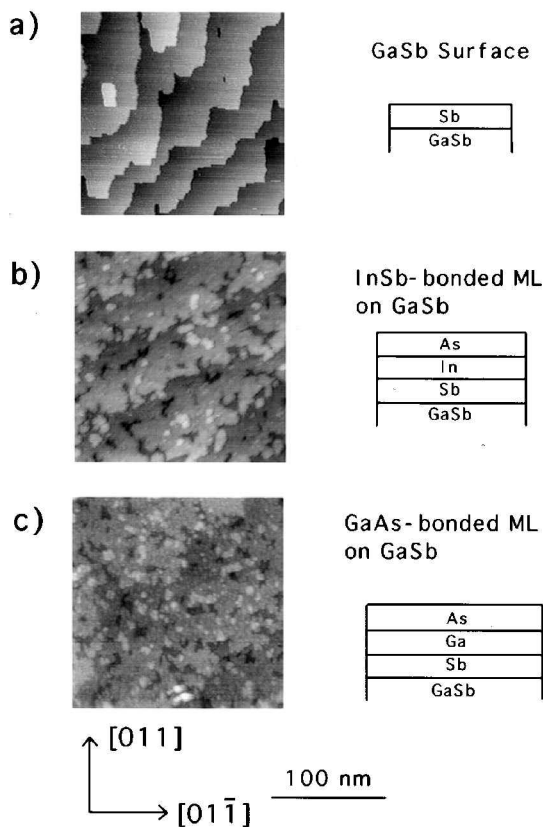 a)
GaSb Surface
Sb
GaSb
b)
InSb-bonded ML
on GaSb
As
In
Sb
GaSb
c)
GaAs-bonded ML
on GaSb
As
Ga
Sb
GaSb
[011]
100 nm
[011̄]